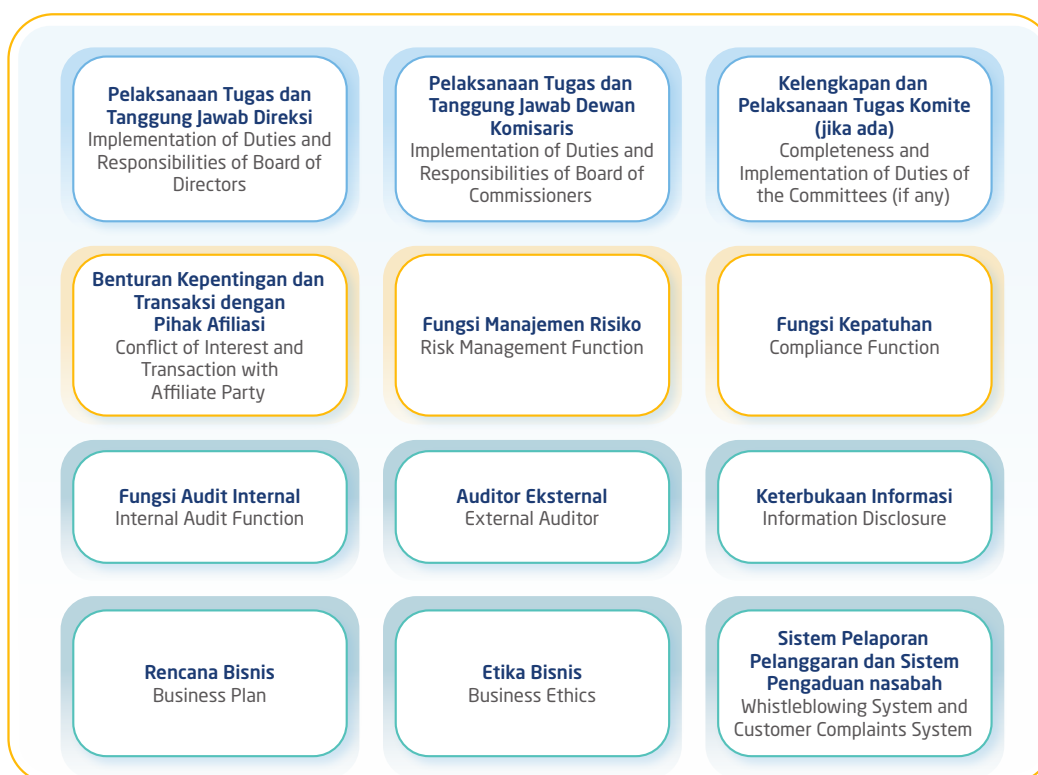 Pelaksanaan Tugas dan
Tanggung Jawab Direksi
Implementation of Duties and
Responsibilities of Board of
Directors
Pelaksanaan Tugas dan
Tanggung Jawab Dewan
Komisaris
Implementation of Duties and
Responsibilities of Board of
Commissioners
Kelengkapan dan
Pelaksanaan Tugas Komite
(jika ada)
Completeness and
Implementation of Duties of
the Committees (if any)
Benturan Kepentingan dan
Transaksi dengan
Pihak Afiliasi
Conflict of Interest and
Transaction with
Affiliate Party
Fungsi Manajemen Risiko
Risk Management Function
Fungsi Kepatuhan
Compliance Function
Fungsi Audit Internal
Internal Audit Function
Auditor Eksternal
External Auditor
Keterbukaan Informasi
Information Disclosure
Rencana Bisnis
Business Plan
Etika Bisnis
Business Ethics
Sistem Pelaporan
Pelanggaran dan Sistem
Pengaduan nasabah
Whistleblowing System and
Customer Complaints System